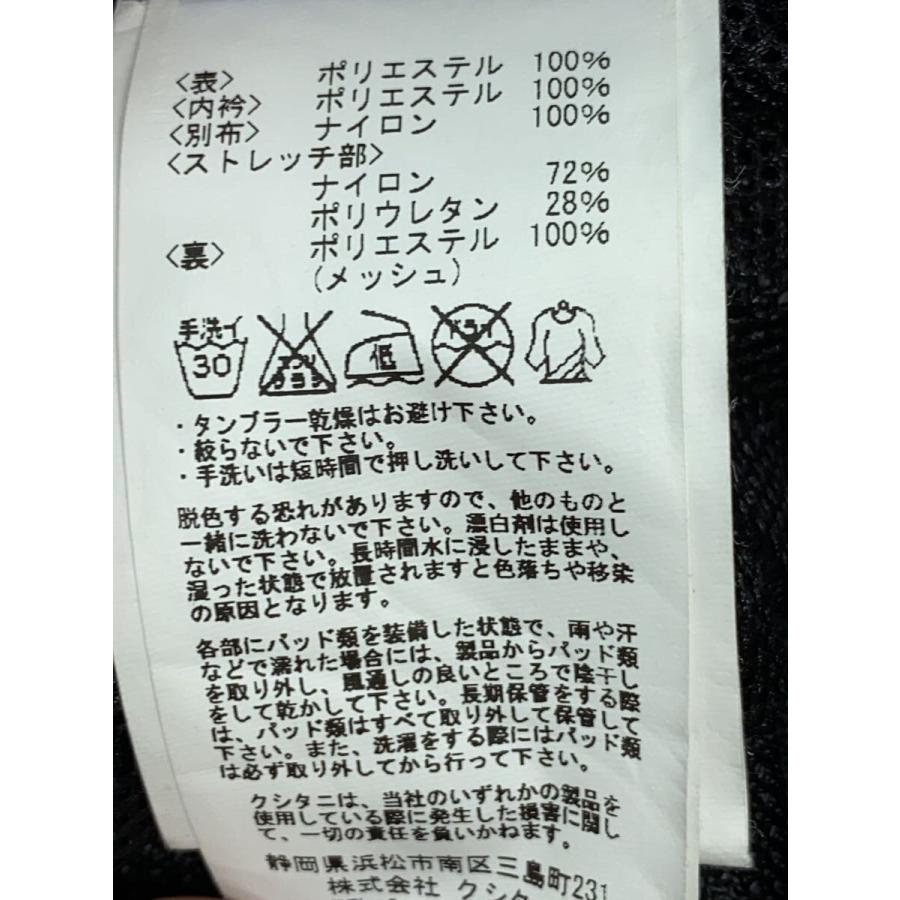 <表> ポリエステル 100%
<内衿> ポリエステル 100%
<別布> ナイロン 100%
<ストレッチ部>
ナイロン 72%
ポリウレタン 28%
<裏> ポリエステル 100%
(メッシュ)
手洗イ
30
エンソ
サラシ
低
ドライ
・タンブラー乾燥はお避け下さい。
・絞らないで下さい。
・手洗いは短時間で押し洗いして下さい。
脱色する恐れがありますので、他のものと
一緒に洗わないで下さい。漂白剤は使用し
ないで下さい。長時間水に浸したままや、
湿った状態で放置されますと色落ちや移染
の原因となります。
各部にパッド類を装備した状態で、雨や汗
などで濡れた場合には、製品からパッド類
を取り外し、風通しの良いところで陰干し
をして乾かして下さい。長期保管をする際
は、パッド類はすべて取り外して保管して
下さい。また、洗濯をする際にはパッド類
は必ず取り外してから行って下さい。
クシタニは、当社のいずれかの製品を
使用している際に発生した損害に関し
て、一切の責任を負いかねます。
静岡県浜松市南区三島町231
株式会社 クシタ